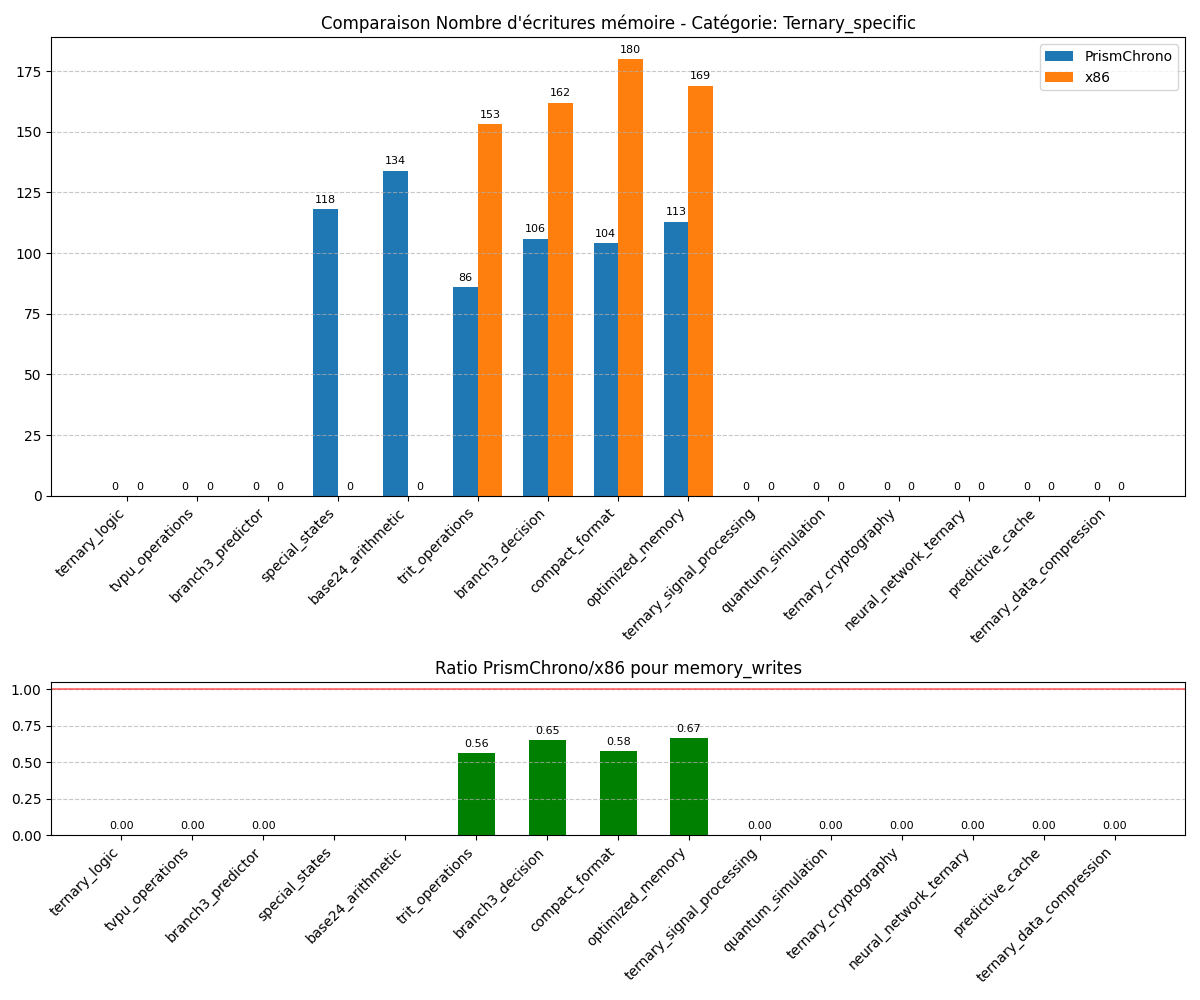 Comparaison Nombre d'écritures mémoire - Catégorie: Ternary_specific
PrismChrono
x86
175
150
125
100
75
50
25
0
0 0 0 0 0 0 118 0 134 0 86 153 106 162 104 180 113 169 0 0 0 0 0 0 0 0 0 0 0 0
ternary_logic
tvpu_operations
branch3_predictor
special_states
base24_arithmetic
trit_operations
branch3_decision
compact_format
optimized_memory
ternary_signal_processing
quantum_simulation
ternary_cryptography
neural_network_ternary
predictive_cache
ternary_data_compression
Ratio PrismChrono/x86 pour memory_writes
1.00
0.75
0.50
0.25
0.00
0.00 0.00 0.00 0.56 0.65 0.58 0.67 0.00 0.00 0.00 0.00 0.00 0.00
ternary_logic
tvpu_operations
branch3_predictor
special_states
base24_arithmetic
trit_operations
branch3_decision
compact_format
optimized_memory
ternary_signal_processing
quantum_simulation
ternary_cryptography
neural_network_ternary
predictive_cache
ternary_data_compression